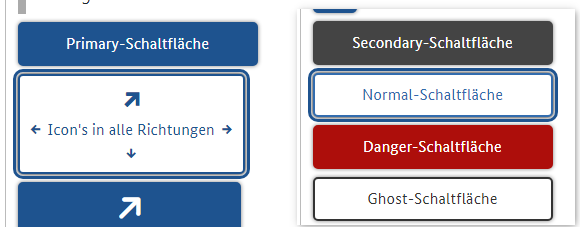 Primary-Schaltfläche
Icon's in alle Richtungen
Secondary-Schaltfläche
Normal-Schaltfläche
Danger-Schaltfläche
Ghost-Schaltfläche